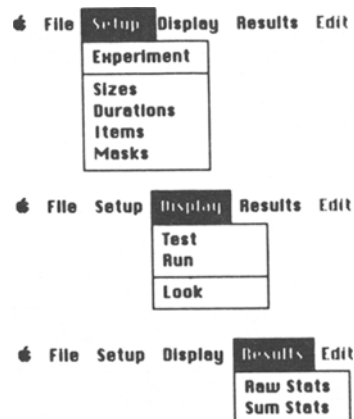 File Setup Display Results Edit
Experiment
Sizes
Durations
Items
Masks
File Setup Display Results Edit
Test
Run
Look
File Setup Display Results Edit
Raw Stats
Sum Stats